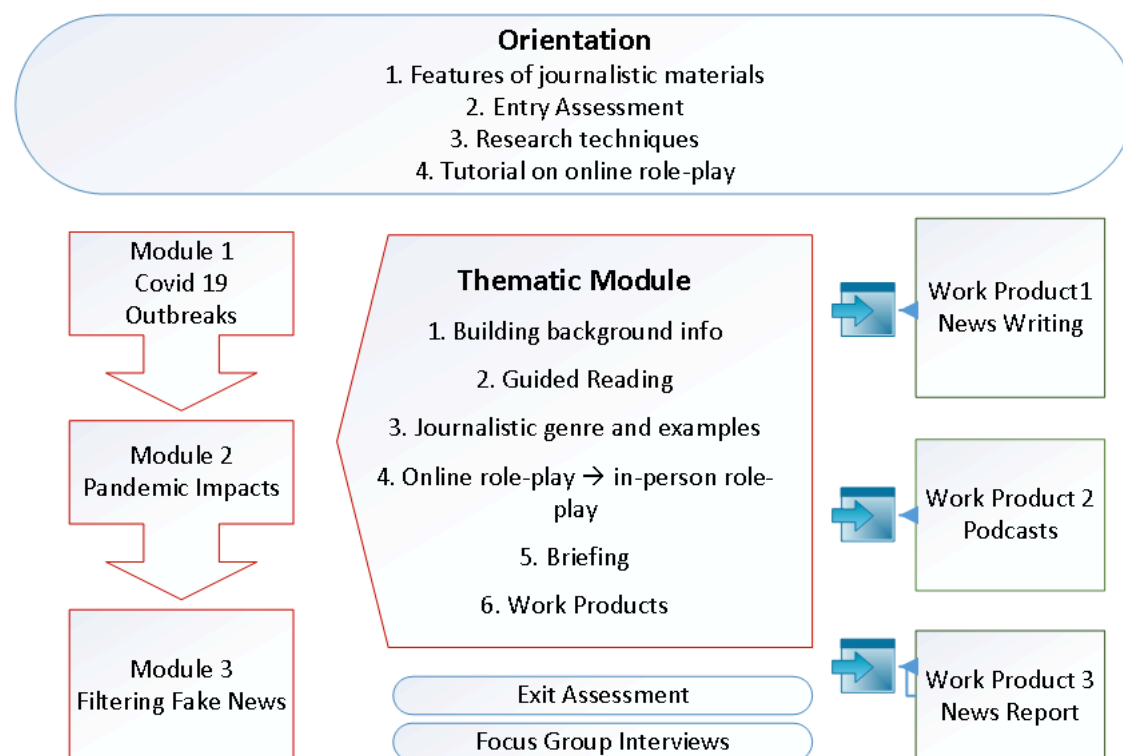 Orientation
1. Features of journalistic materials
2. Entry Assessment
3. Research techniques
4. Tutorial on online role-play
Module 1
Covid 19
Outbreaks
Module 2
Pandemic Impacts
Module 3
Filtering Fake News
Thematic Module
1. Building background info
2. Guided Reading
3. Journalistic genre and examples
4. Online role-play → in-person role-
play
5. Briefing
6. Work Products
Exit Assessment
Focus Group Interviews
Work Product1
News Writing
Work Product 2
Podcasts
Work Product 3
News Report